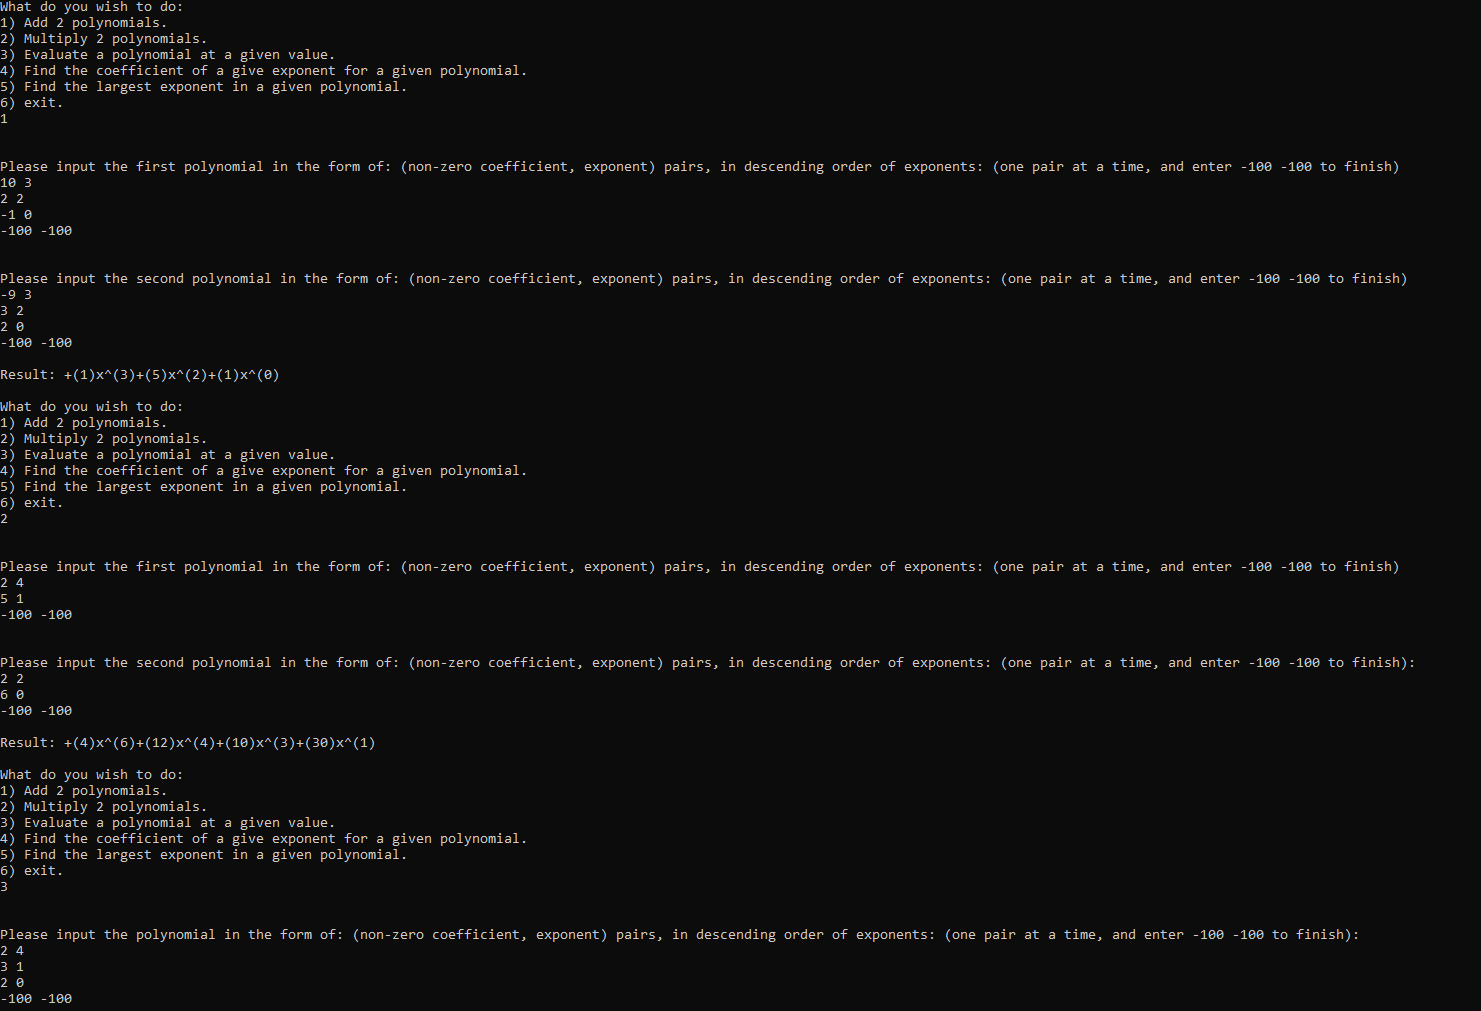 What do you wish to do:
1) Add 2 polynomials.
2) Multiply 2 polynomials.
3) Evaluate a polynomial at a given value.
4) Find the coefficient of a give exponent for a given polynomial.
5) Find the largest exponent in a given polynomial.
6) exit.
1
Please input the first polynomial in the form of: (non-zero coefficient, exponent) pairs, in descending order of exponents: (one pair at a time, and enter -100 -100 to finish)
10 3
2 2
-1 0
-100 -100
Please input the second polynomial in the form of: (non-zero coefficient, exponent) pairs, in descending order of exponents: (one pair at a time, and enter -100 -100 to finish)
-9 3
3 2
2 0
-100 -100
Result: +(1)x^(3)+(5)x^(2)+(1)x^(0)
What do you wish to do:
1) Add 2 polynomials.
2) Multiply 2 polynomials.
3) Evaluate a polynomial at a given value.
4) Find the coefficient of a give exponent for a given polynomial.
5) Find the largest exponent in a given polynomial.
6) exit.
2
Please input the first polynomial in the form of: (non-zero coefficient, exponent) pairs, in descending order of exponents: (one pair at a time, and enter -100 -100 to finish)
2 4
5 1
-100 -100
Please input the second polynomial in the form of: (non-zero coefficient, exponent) pairs, in descending order of exponents: (one pair at a time, and enter -100 -100 to finish):
2 2
6 0
-100 -100
Result: +(4)x^(6)+(12)x^(4)+(10)x^(3)+(30)x^(1)
What do you wish to do:
1) Add 2 polynomials.
2) Multiply 2 polynomials.
3) Evaluate a polynomial at a given value.
4) Find the coefficient of a give exponent for a given polynomial.
5) Find the largest exponent in a given polynomial.
6) exit.
3
Please input the polynomial in the form of: (non-zero coefficient, exponent) pairs, in descending order of exponents: (one pair at a time, and enter -100 -100 to finish):
2 4
3 1
2 0
-100 -100